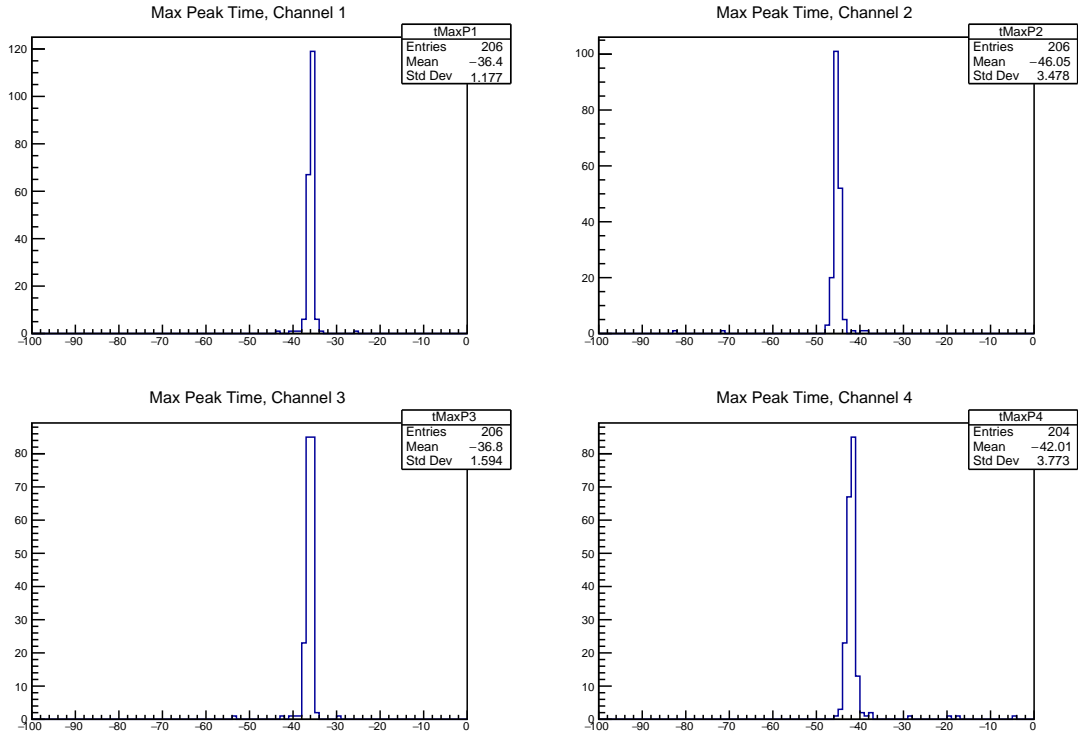 Max Peak Time, Channel 1
tMaxP1
Entries 206
Mean −36.4
Std Dev 1.177
120
100
80
60
40
20
0
−100 −90 −80 −70 −60 −50 −40 −30 −20 −10 0
Max Peak Time, Channel 2
tMaxP2
Entries 206
Mean −46.05
Std Dev 3.478
100
80
60
40
20
0
−100 −90 −80 −70 −60 −50 −40 −30 −20 −10 0
Max Peak Time, Channel 3
tMaxP3
Entries 206
Mean −36.8
Std Dev 1.594
80
70
60
50
40
30
20
10
0
−100 −90 −80 −70 −60 −50 −40 −30 −20 −10 0
Max Peak Time, Channel 4
tMaxP4
Entries 204
Mean −42.01
Std Dev 3.773
80
70
60
50
40
30
20
10
0
−100 −90 −80 −70 −60 −50 −40 −30 −20 −10 0